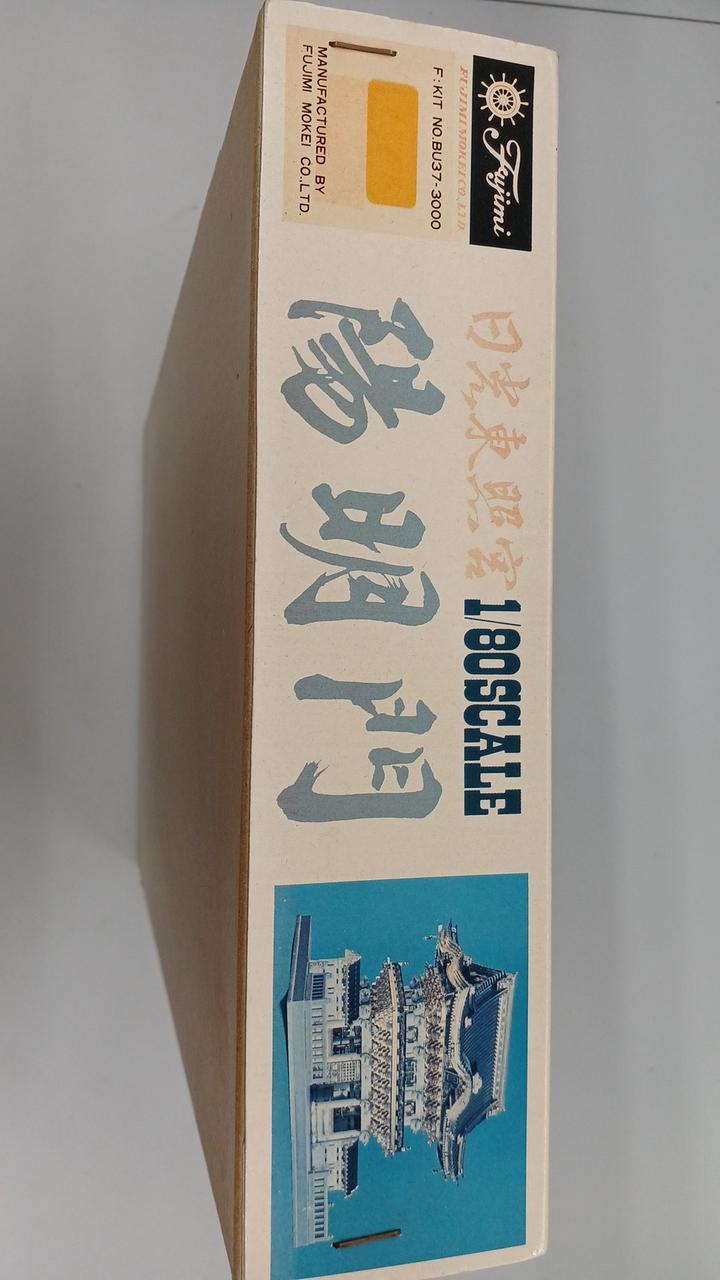 Fujimi
FUJIMI MOKEI CO., LTD.
F:KIT NO.BU37-3000
MANUFACTURED BY
FUJIMI MOKEI CO.,LTD.
日光東照宮
1/80SCALE
陽明門